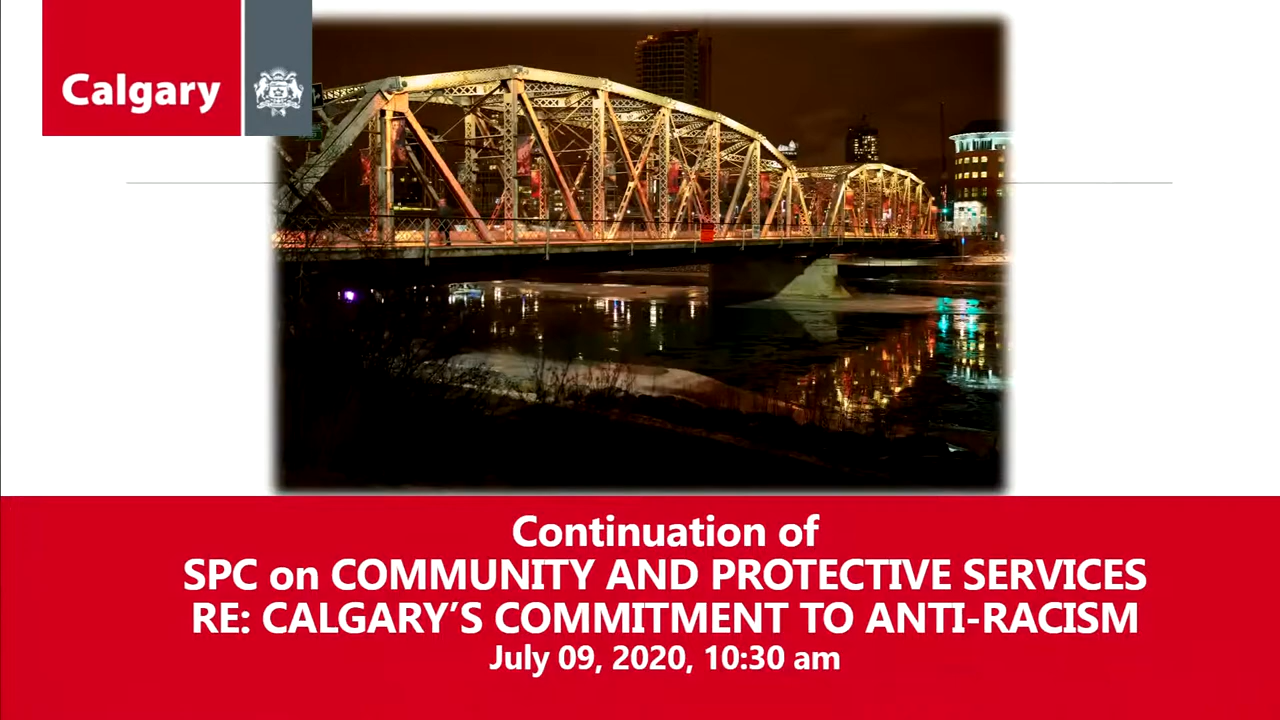 Calgary
Continuation of
SPC on COMMUNITY AND PROTECTIVE SERVICES
RE: CALGARY’S COMMITMENT TO ANTI-RACISM
July 09, 2020, 10:30 am